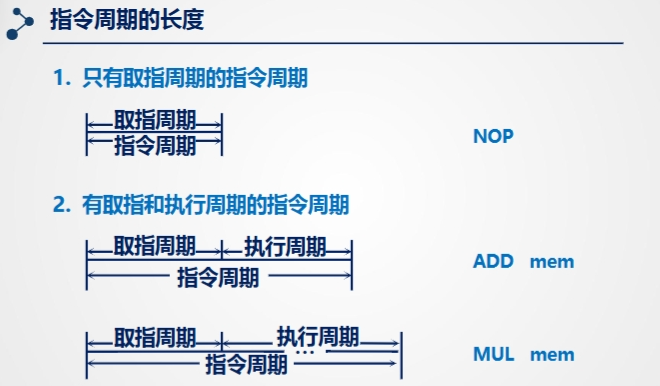 指令周期的长度
1. 只有取指周期的指令周期
取指周期
指令周期
NOP
2. 有取指和执行周期的指令周期
取指周期 执行周期
指令周期
ADD mem
取指周期 执行周期
...
指令周期
MUL mem